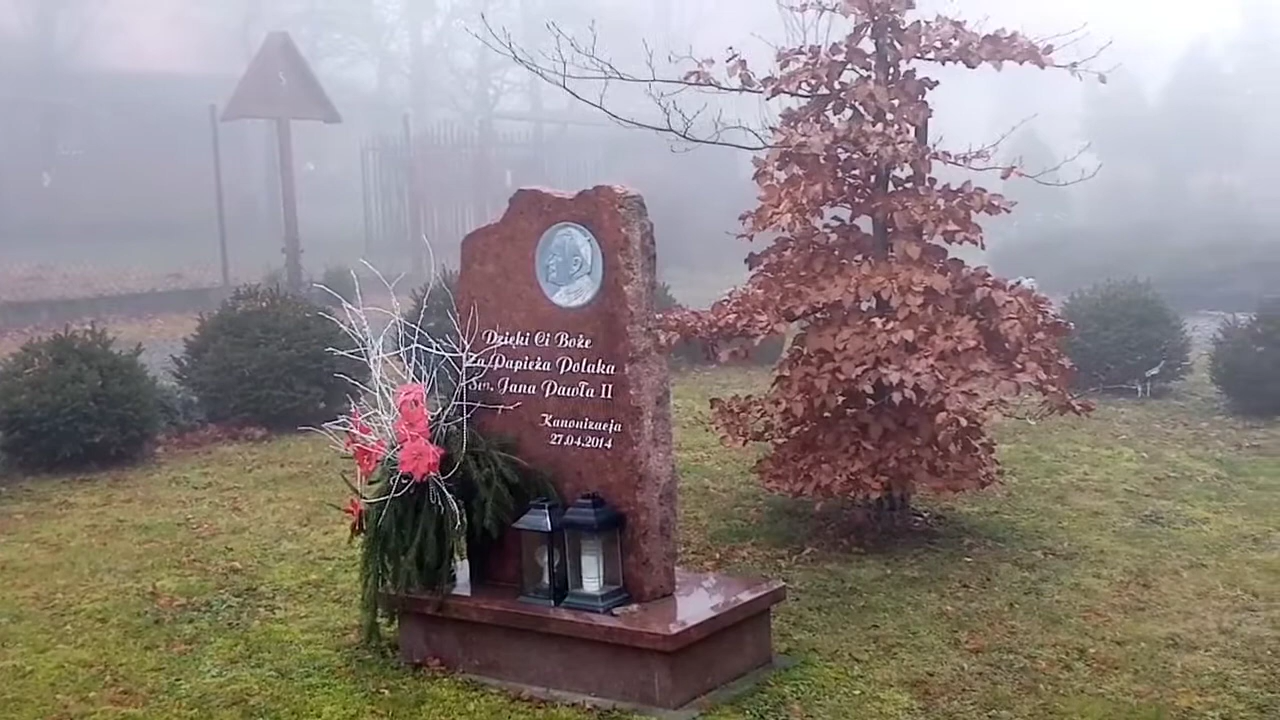 Dzięki Ci Boże
Za Papieża Polaka
Św. Jana Pawła II
Kanonizacja
27.04.2014